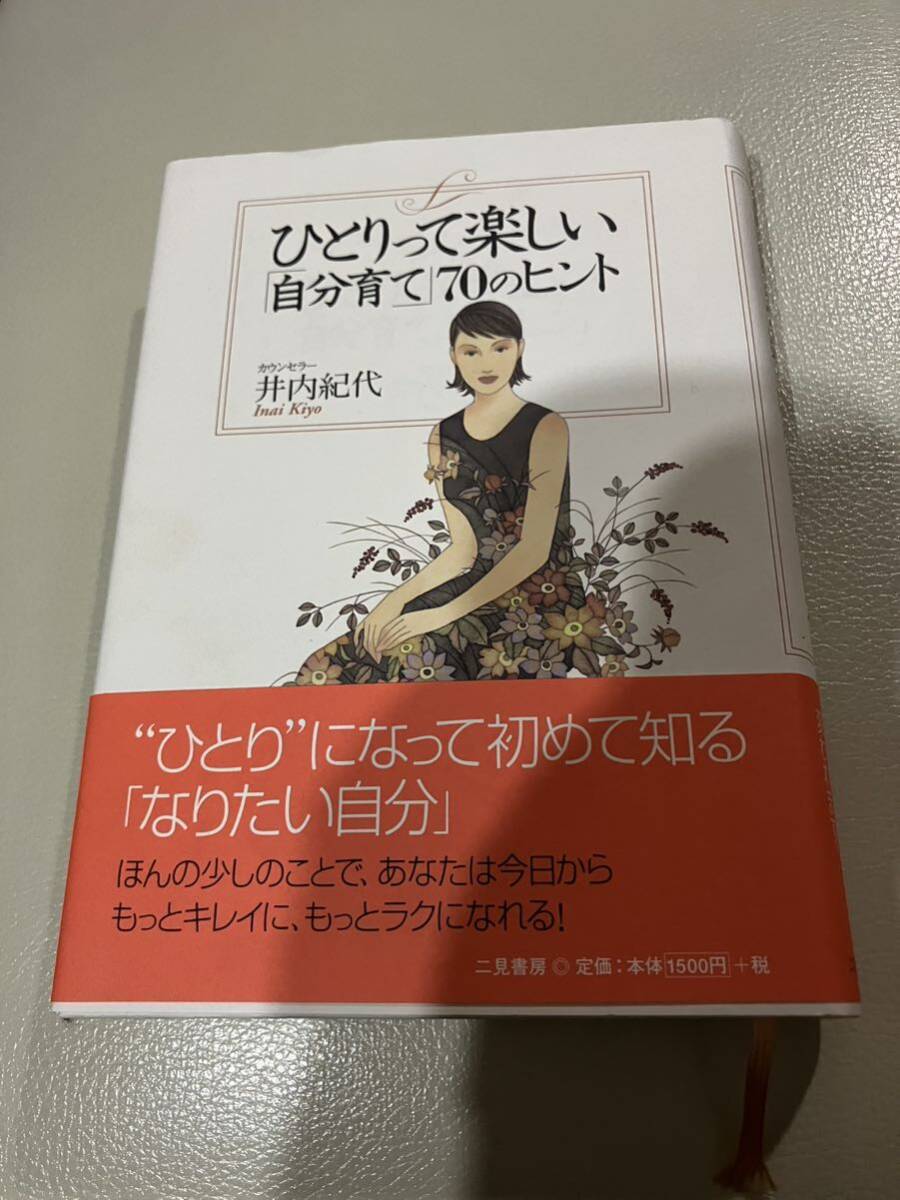 ひとりって楽しい
「自分育て」70のヒント
カウンセラー
井内紀代
Inai Kiyo
“ひとり”になって初めて知る
「なりたい自分」
ほんの少しのことで、あなたは今日から
もっとキレイに、もっとラクになれる!
二見書房 ◎ 定価:本体1500円+税